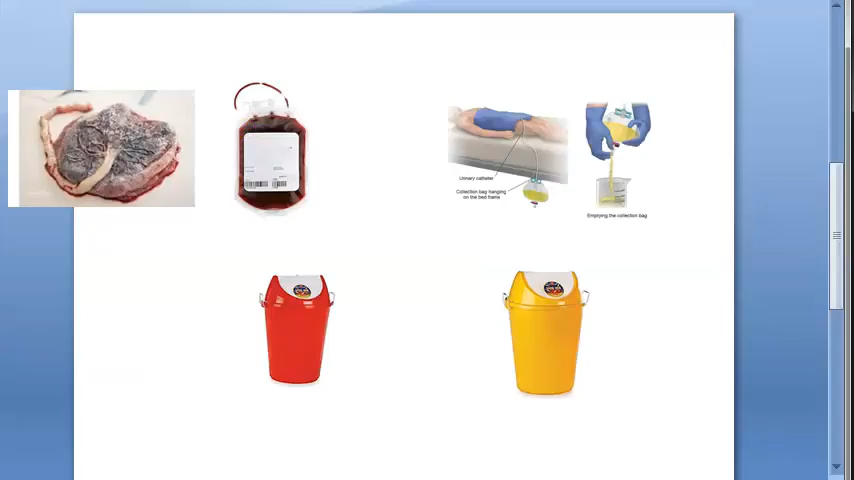 Urinary catheter
Collection bag hanging
on the bed frame
Emptying the collection bag